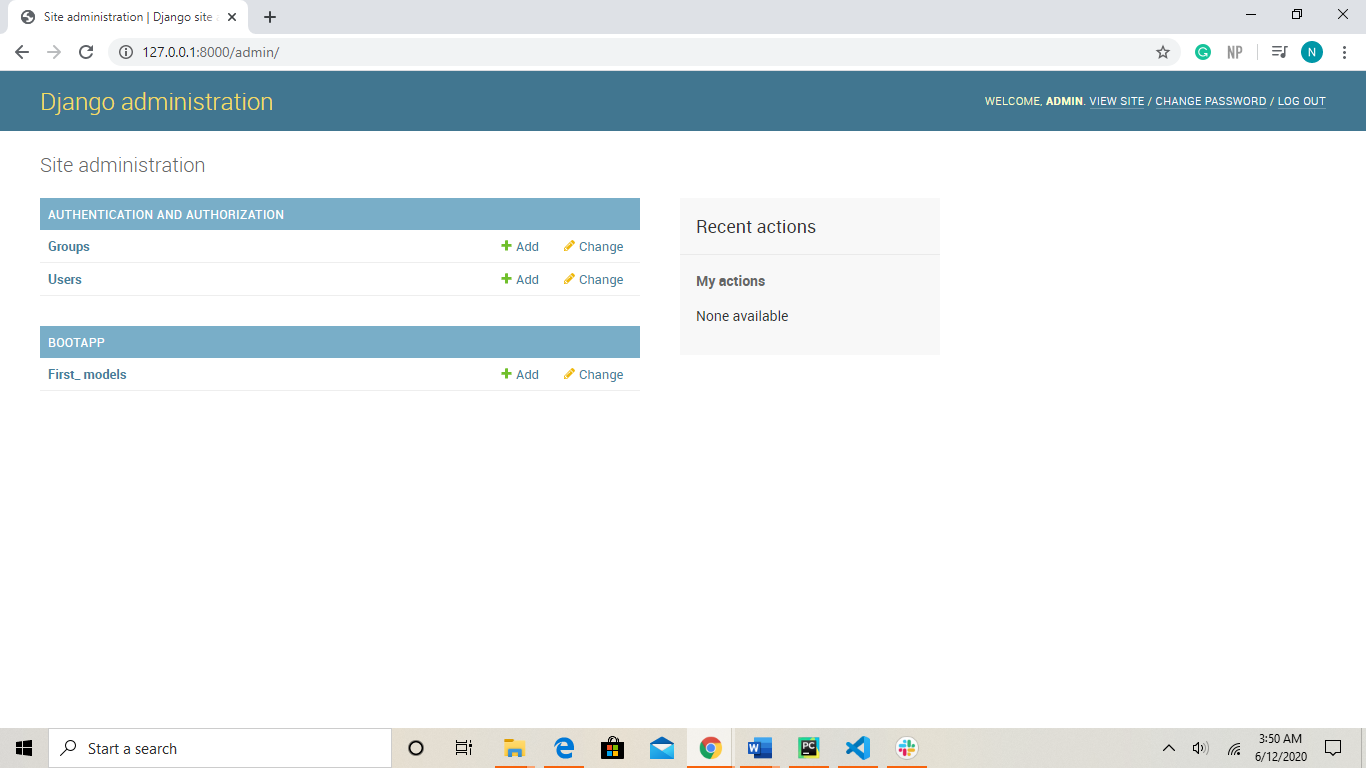 Site administration | Django site
127.0.0.1:8000/admin/
NP
N
Django administration
WELCOME, ADMIN. VIEW SITE / CHANGE PASSWORD / LOG OUT
Site administration
AUTHENTICATION AND AUTHORIZATION
Groups Add Change
Users Add Change
BOOTAPP
First_ models Add Change
Recent actions
My actions
None available
Start a search
W
PC
3:50 AM
6/12/2020